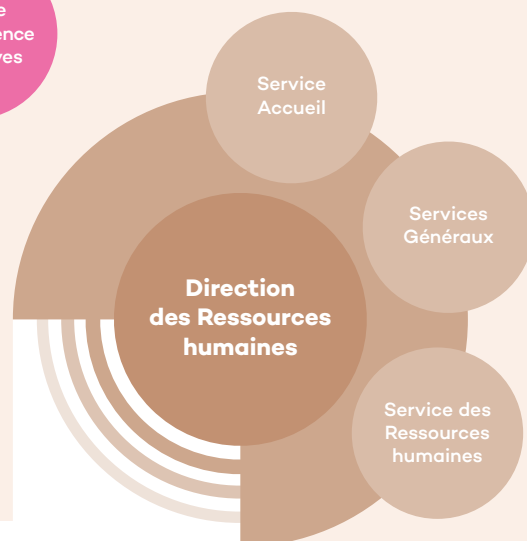 Service
Accueil
Services
Généraux
Direction
des Ressources
humaines
Service des
Ressources
humaines